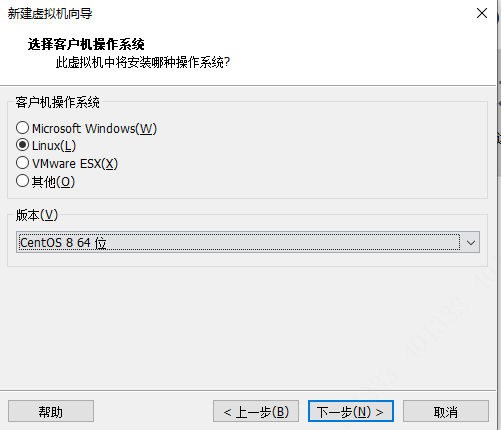 新建虚拟机向导
选择客户机操作系统
此虚拟机中将安装哪种操作系统?
客户机操作系统
Microsoft Windows(W)
Linux(L)
VMware ESX(X)
其他(O)
版本(V)
CentOS 8 64 位
帮助
< 上一步(B)
下一步(N) >
取消